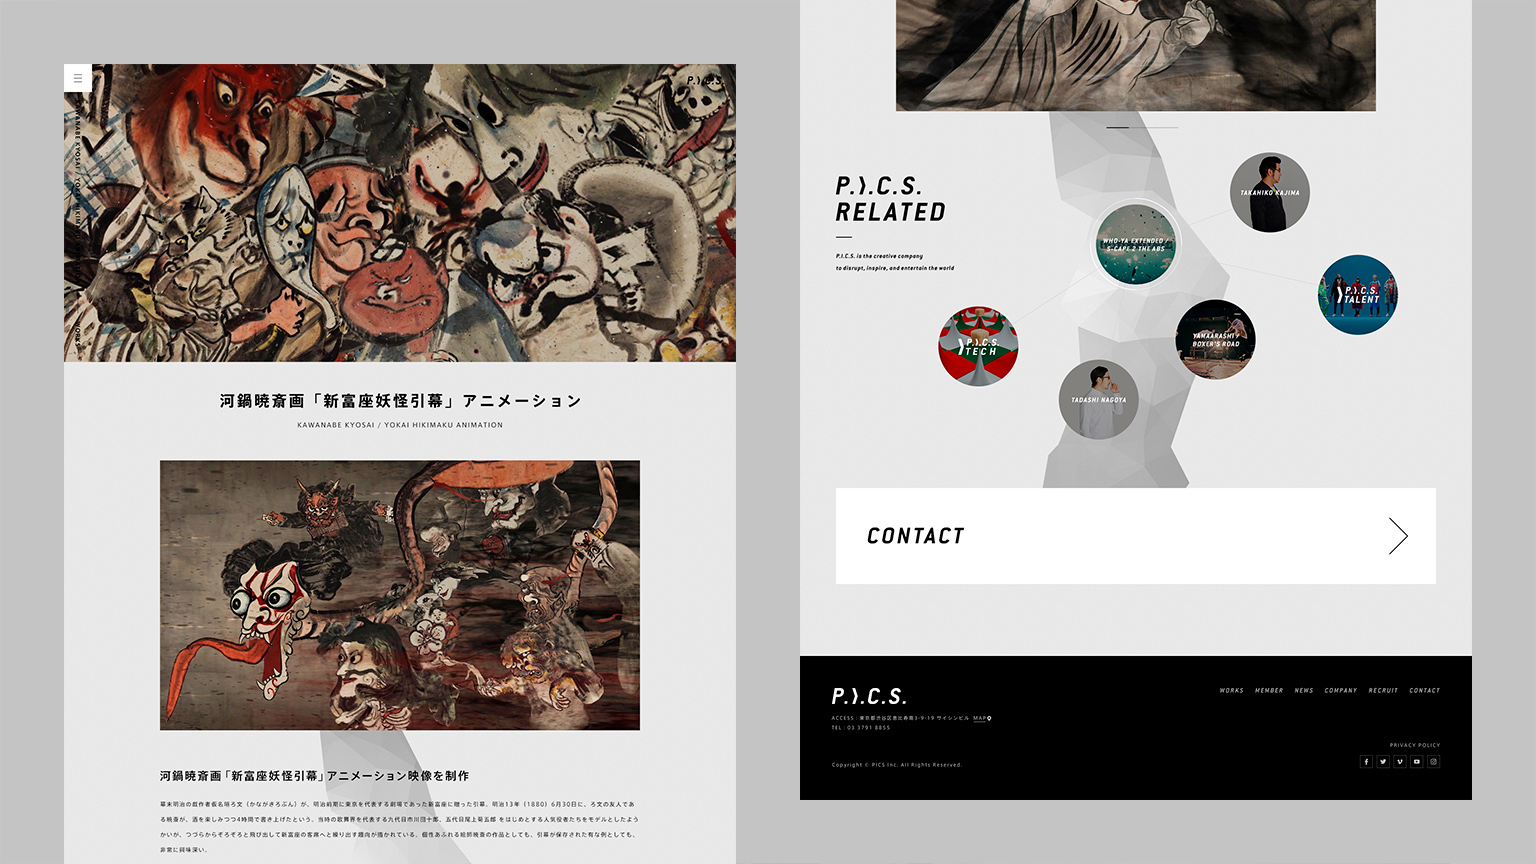 P.I.C.S.
河鍋暁斎画「新富座妖怪引幕」アニメーション
KAWANABE KYOSAI / YOKAI HIKIMAKU ANIMATION
河鍋暁斎画「新富座妖怪引幕」アニメーション映像を制作
幕末明治の戯作者仮名垣魯文（かながきろぶん）が、明治前期に東京を代表する劇場であった新富座に贈った引幕。明治13年（1880）6月30日に、ろ文の友人であ
る暁斎が、酒を楽しみつつ4時間で書き上げたという。当時の歌舞界を代表する九代目市川団十郎、五代目尾上菊五郎 をはじめとする人気役者たちをモデルとしたよう
かいが、つづらからぞろぞろと飛び出して新富座の客席へと繰り出す趣向が描かれている。個性あふれる絵師暁斎の作品としても、引幕が保存された有な例としても、
非常に興味深い。
P.I.C.S.
RELATED
P.I.C.S. is the creative company
to disrupt, inspire, and entertain the world
TAKAHIKO KAJIMA
WHO-YA EXTENDED /
S-CAPE 2 THE ABS
P.I.C.S.
TALENT
P.I.C.S.
TECH
YAMAARASHI /
BOXER'S ROAD
TADASHI NAGOYA
CONTACT
P.I.C.S.
WORKS MEMBER NEWS COMPANY RECRUIT CONTACT
ACCESS : 東京都渋谷区恵比寿南3-9-19 サイシンビル MAP
TEL : 03 3791 8855
PRIVACY POLICY
Copyright © PICS Inc. All Rights Reserved.